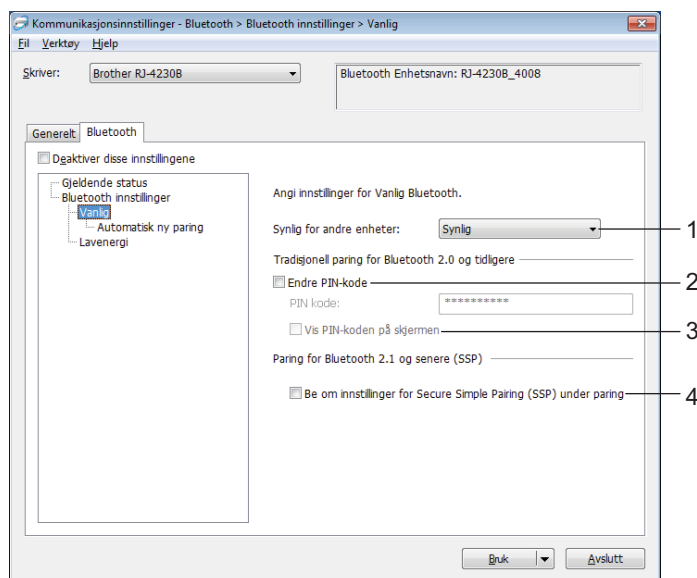 Kommunikasjonsinnstillinger - Bluetooth > Bluetooth innstillinger > Vanlig
Fil Verktøy Hjelp
Skriver: Brother RJ-4230B
Bluetooth Enhetsnavn: RJ-4230B_4008
Generelt Bluetooth
Deaktiver disse innstillingene
Gjeldende status
Bluetooth innstillinger
Vanlig
Automatisk ny paring
Lavenergi
Angi innstillinger for Vanlig Bluetooth.
Synlig for andre enheter: Synlig 1
Tradisjonell paring for Bluetooth 2.0 og tidligere
Endre PIN-kode 2
PIN kode: **********
Vis PIN-koden på skjermen 3
Paring for Bluetooth 2.1 og senere (SSP)
Be om innstillinger for Secure Simple Pairing (SSP) under paring 4
Bruk Avslutt